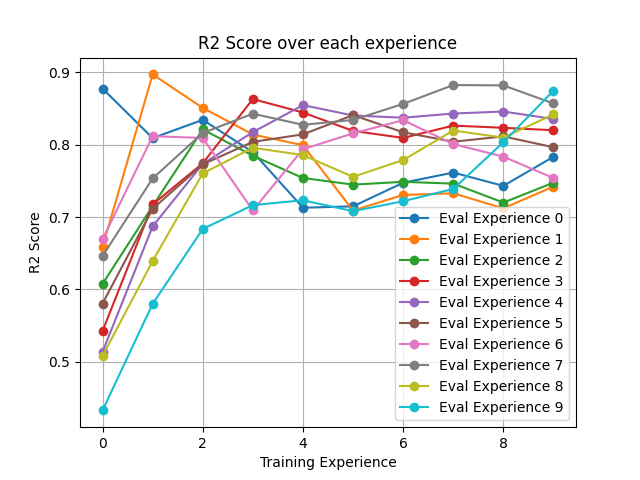 R2 Score over each experience
0.9
0.8
0.7
0.6
0.5
R2 Score
0 2 4 6 8
Training Experience
Eval Experience 0
Eval Experience 1
Eval Experience 2
Eval Experience 3
Eval Experience 4
Eval Experience 5
Eval Experience 6
Eval Experience 7
Eval Experience 8
Eval Experience 9